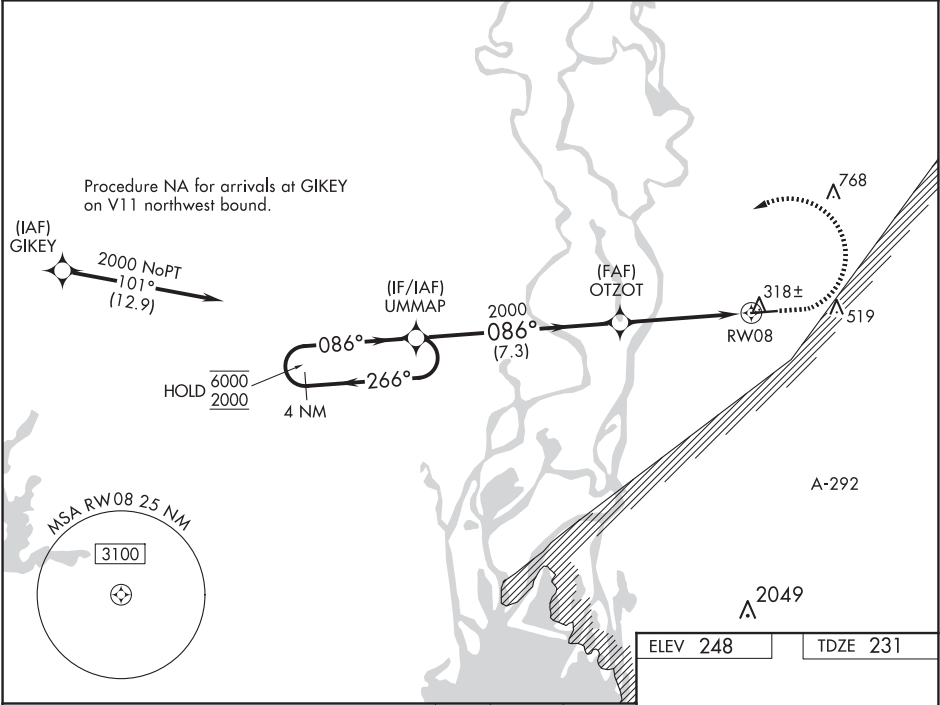 Procedure NA for arrivals at GIKEY
on V11 northwest bound.
768
(IAF)
GIKEY
2000 NoPT
101°
(12.9)
(IF/IAF)
UMMAP
(FAF)
OTZOT
318±
2000
086°
(7.3)
RW08
519
086°
266°
HOLD 6000
2000
4 NM
A-292
MSA RW08 25 NM
3100
2049
ELEV 248
TDZE 231